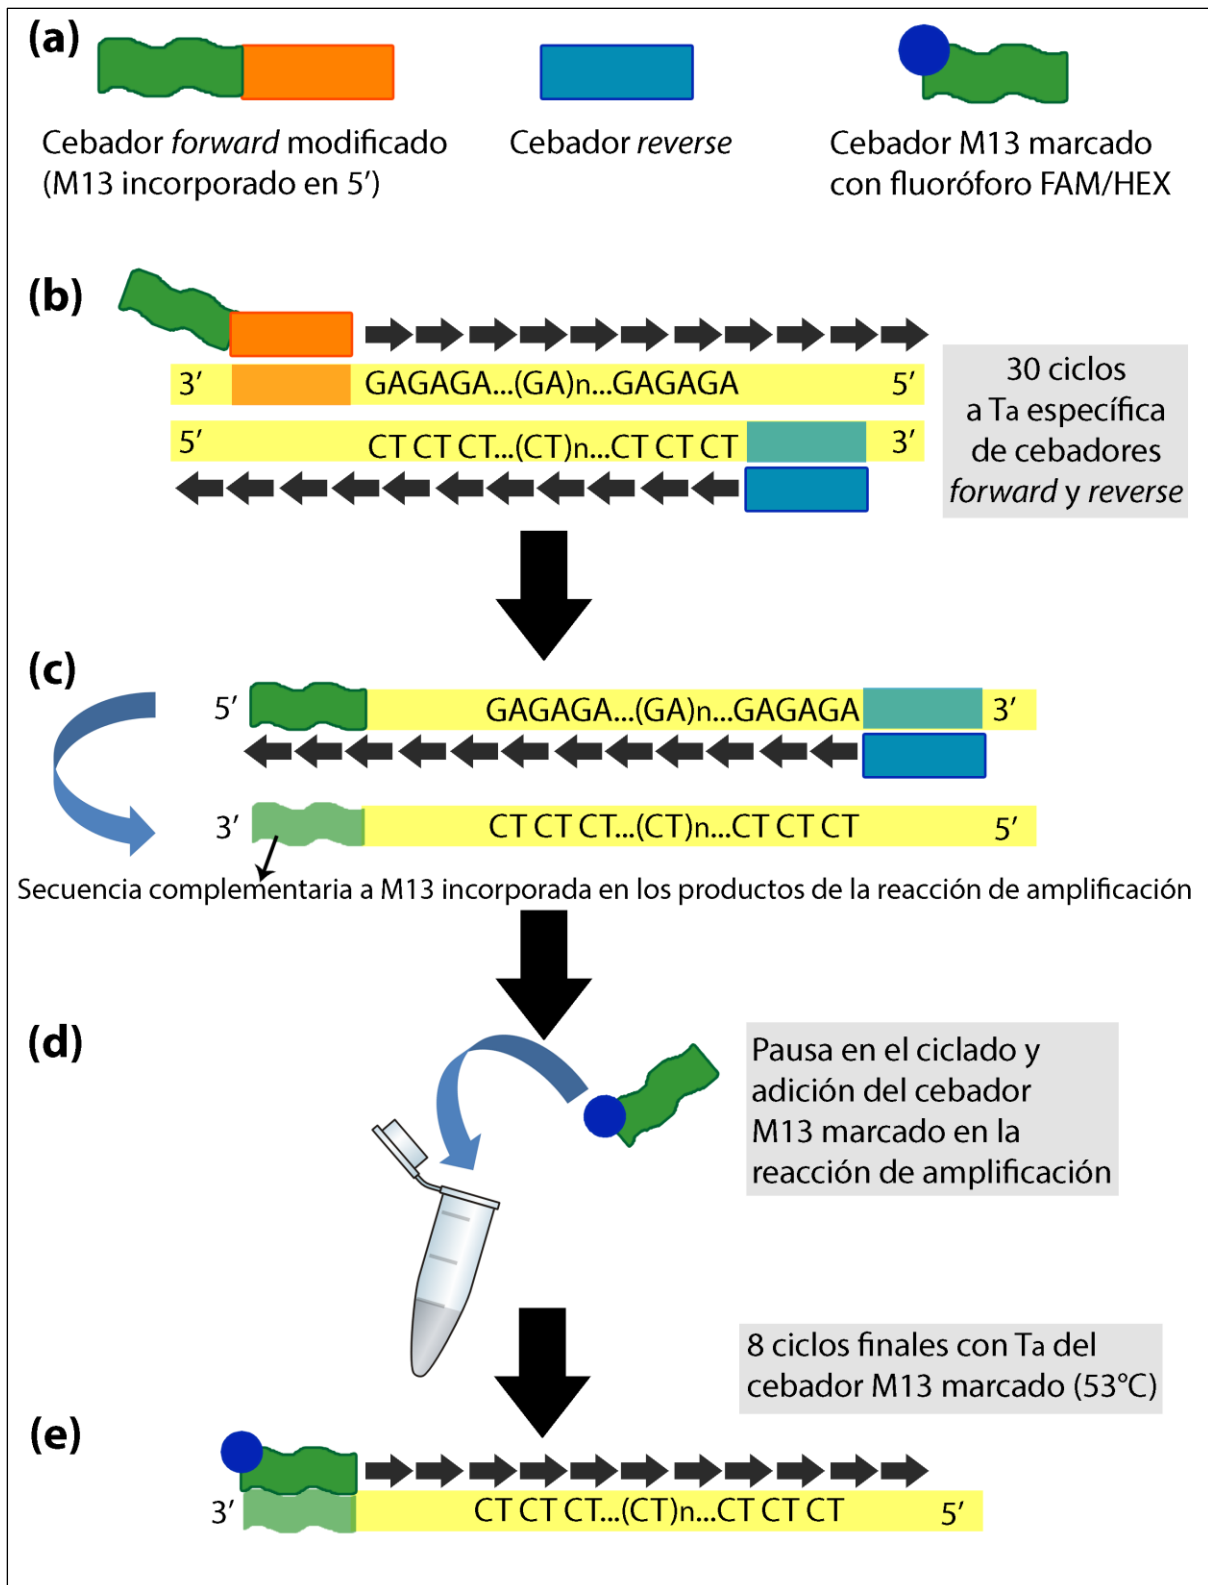 (a)
Cebador forward modificado
(M13 incorporado en 5’)
Cebador reverse
Cebador M13 marcado
con fluoróforo FAM/HEX
(b)
3’ GAGAGA...(GA)n...GAGAGA 5’
5’ CT CT CT...(CT)n...CT CT CT 3’
30 ciclos
a Ta específica
de cebadores
forward y reverse
(c)
5’ GAGAGA...(GA)n...GAGAGA 3’
3’ CT CT CT...(CT)n...CT CT CT 5’
Secuencia complementaria a M13 incorporada en los productos de la reacción de amplificación
(d)
Pausa en el ciclado y
adición del cebador
M13 marcado en la
reacción de amplificación
8 ciclos finales con Ta del
cebador M13 marcado (53°C)
(e)
3’ CT CT CT...(CT)n...CT CT CT 5’